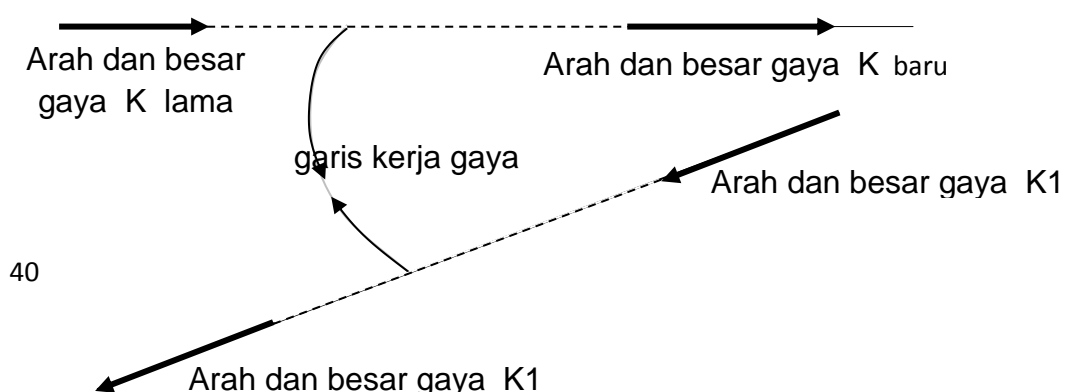 Arah dan besar
gaya K lama
Arah dan besar gaya K baru
garis kerja gaya
Arah dan besar gaya K1
40
Arah dan besar gaya K1